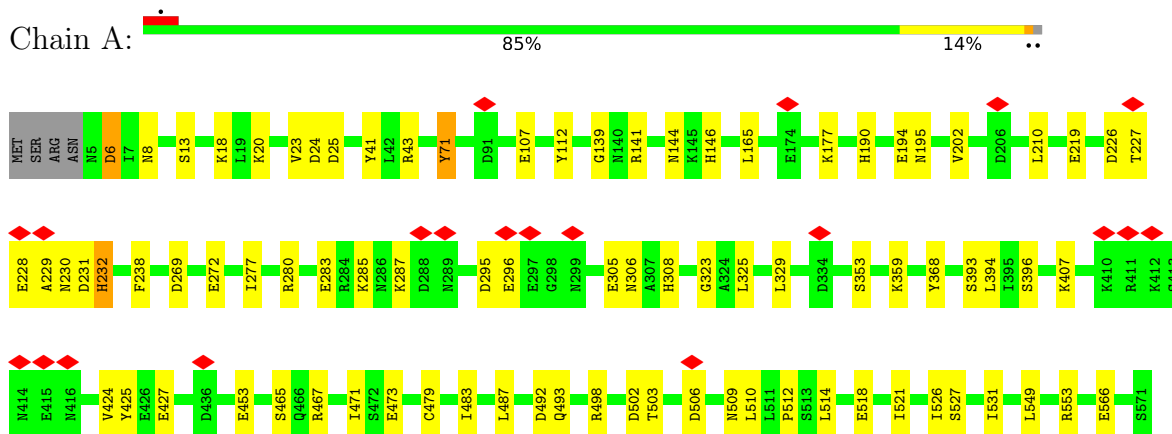 Chain A:
85% 14%
MET SER ARG ASN N5 D6 I7 N8 S13 K18 L19 K20 V23 D24 D25 Y41 L42 R43 Y71 D91 E107 Y112 G139 N140 R141 N144 K145 H146 L165 E174 K177 H190 E194 N195 V202 D206 L210 E219 D226 T227
E228 A229 N230 D231 H232 F238 D269 E272 I277 R280 E283 R284 K285 N286 K287 D288 N289 D295 E296 E297 G298 N299 E305 N306 A307 H308 G323 A324 L325 L329 D334 S353 K359 Y368 S393 L394 I395 S396 K407 K410 R411 K412
N414 E415 N416 V424 Y425 E426 E427 D436 E453 S465 Q466 R467 I471 S472 E473 C479 I483 L487 D492 Q493 R498 D502 T503 D506 N509 L510 L511 P512 S513 L514 E518 I521 I526 S527 I531 L549 R553 E566 S571